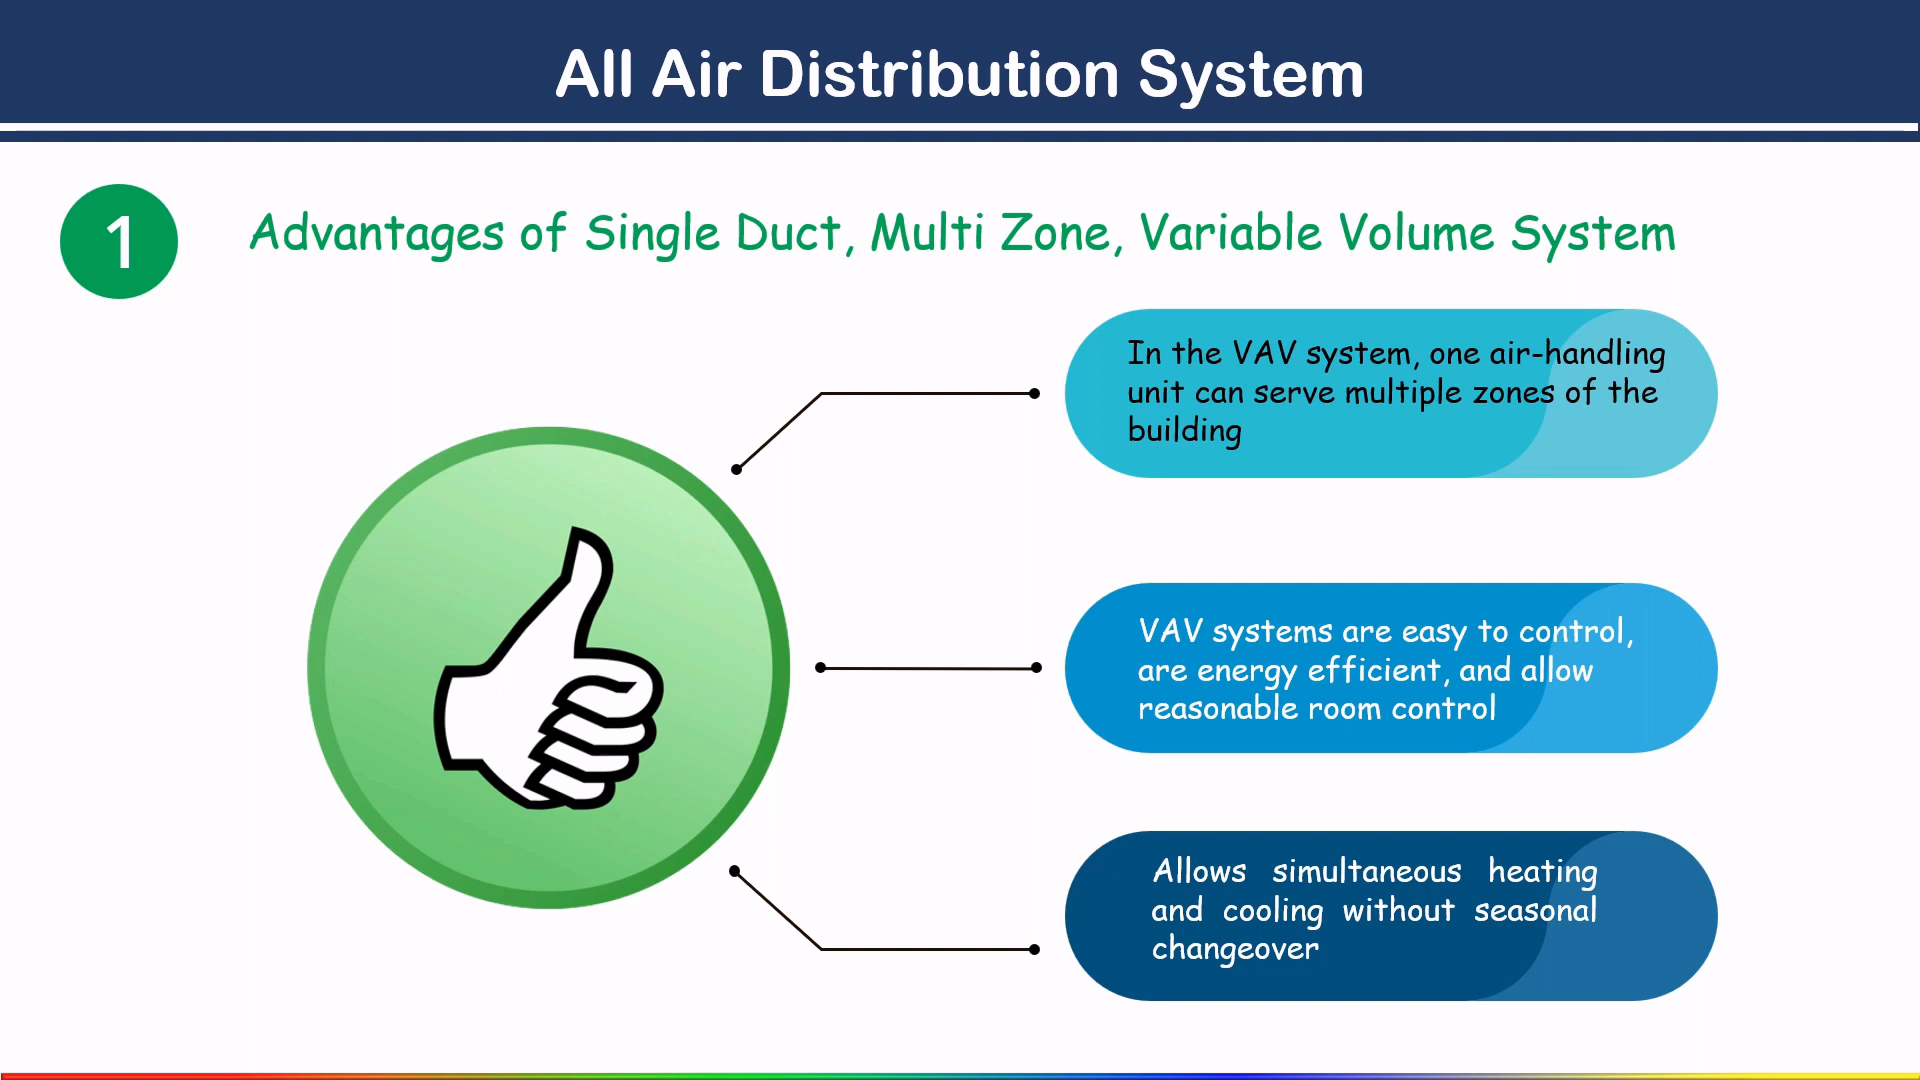 All Air Distribution System
1
Advantages of Single Duct, Multi Zone, Variable Volume System
In the VAV system, one air-handling
unit can serve multiple zones of the
building
VAV systems are easy to control,
are energy efficient, and allow
reasonable room control
Allows simultaneous heating
and cooling without seasonal
changeover